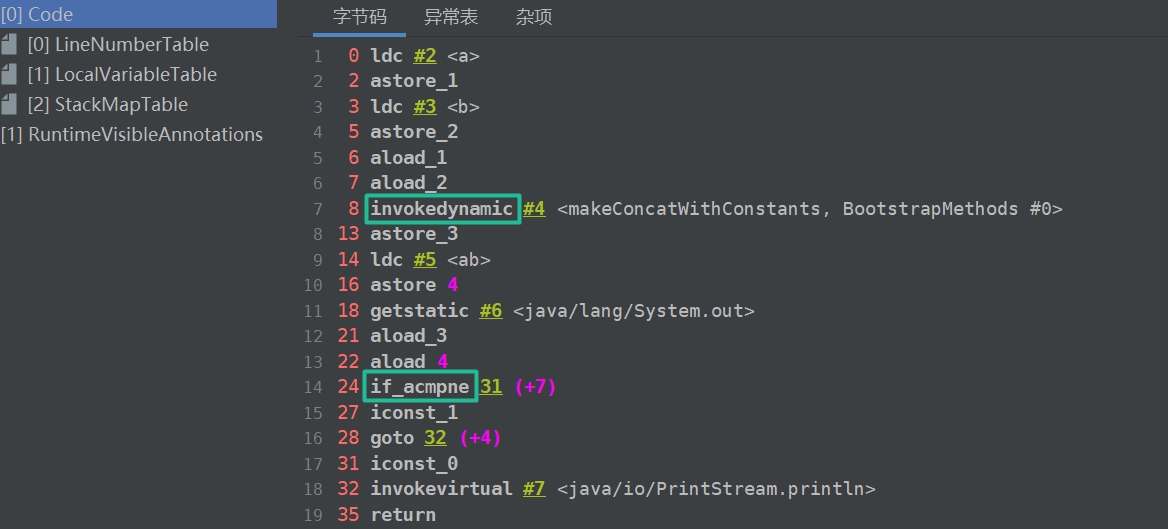 [0] Code
[0] LineNumberTable
[1] LocalVariableTable
[2] StackMapTable
[1] RuntimeVisibleAnnotations
字节码 异常表 杂项
1 0 ldc #2 <a>
2 2 astore_1
3 3 ldc #3 <b>
4 5 astore_2
5 6 aload_1
6 7 aload_2
7 8 invokedynamic #4 <makeConcatWithConstants, BootstrapMethods #0>
8 13 astore_3
9 14 ldc #5 <ab>
10 16 astore 4
11 18 getstatic #6 <java/lang/System.out>
12 21 aload_3
13 22 aload 4
14 24 if_acmpne 31 (+7)
15 27 iconst_1
16 28 goto 32 (+4)
17 31 iconst_0
18 32 invokevirtual #7 <java/io/PrintStream.println>
19 35 return